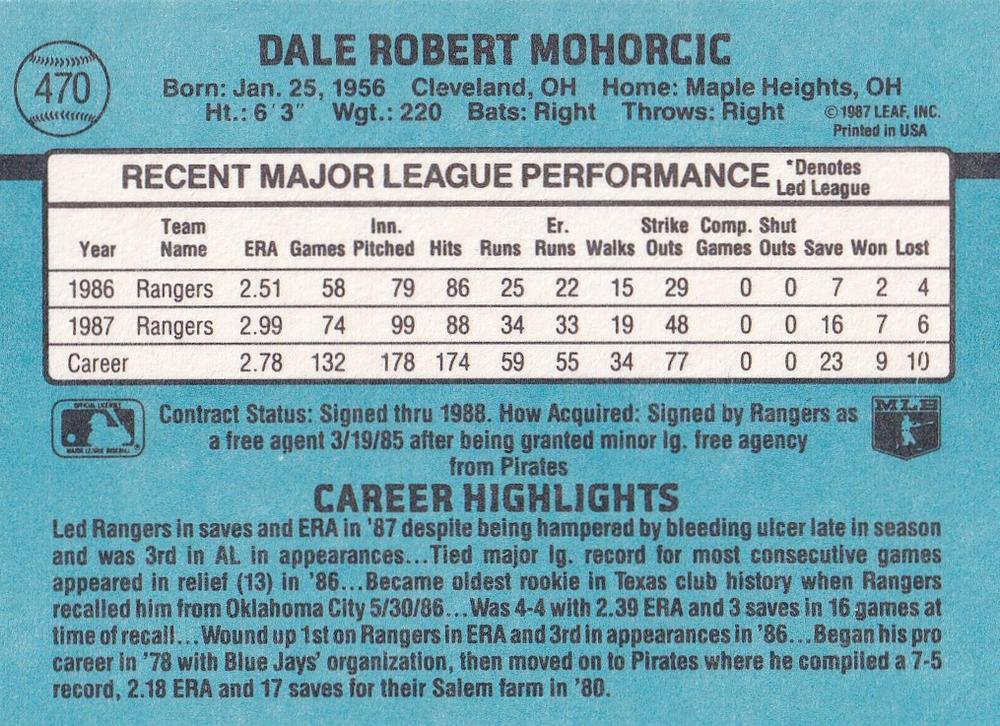 DALE ROBERT MOHORCIC
470
Born: Jan. 25, 1956 Cleveland, OH Home: Maple Heights, OH
Ht.: 6'3" Wgt.: 220 Bats: Right Throws: Right
© 1987 LEAF, INC.
Printed in USA
RECENT MAJOR LEAGUE PERFORMANCE *Denotes
Led League
Team Inn. Er. Strike Comp. Shut
Year Name ERA Games Pitched Hits Runs Runs Walks Outs Games Outs Save Won Lost
1986 Rangers 2.51 58 79 86 25 22 15 29 0 0 7 2 4
1987 Rangers 2.99 74 99 88 34 33 19 48 0 0 16 7 6
Career 2.78 132 178 174 59 55 34 77 0 0 23 9 10
OFFICIAL LICENSEE
MAJOR LEAGUE BASEBALL
MLB
Contract Status: Signed thru 1988. How Acquired: Signed by Rangers as
a free agent 3/19/85 after being granted minor lg. free agency
from Pirates
CAREER HIGHLIGHTS
Led Rangers in saves and ERA in '87 despite being hampered by bleeding ulcer late in season
and was 3rd in AL in appearances...Tied major lg. record for most consecutive games
appeared in relief (13) in '86...Became oldest rookie in Texas club history when Rangers
recalled him from Oklahoma City 5/30/86...Was 4-4 with 2.39 ERA and 3 saves in 16 games at
time of recall...Wound up 1st on Rangers in ERA and 3rd in appearances in '86...Began his pro
career in '78 with Blue Jays' organization, then moved on to Pirates where he compiled a 7-5
record, 2.18 ERA and 17 saves for their Salem farm in '80.